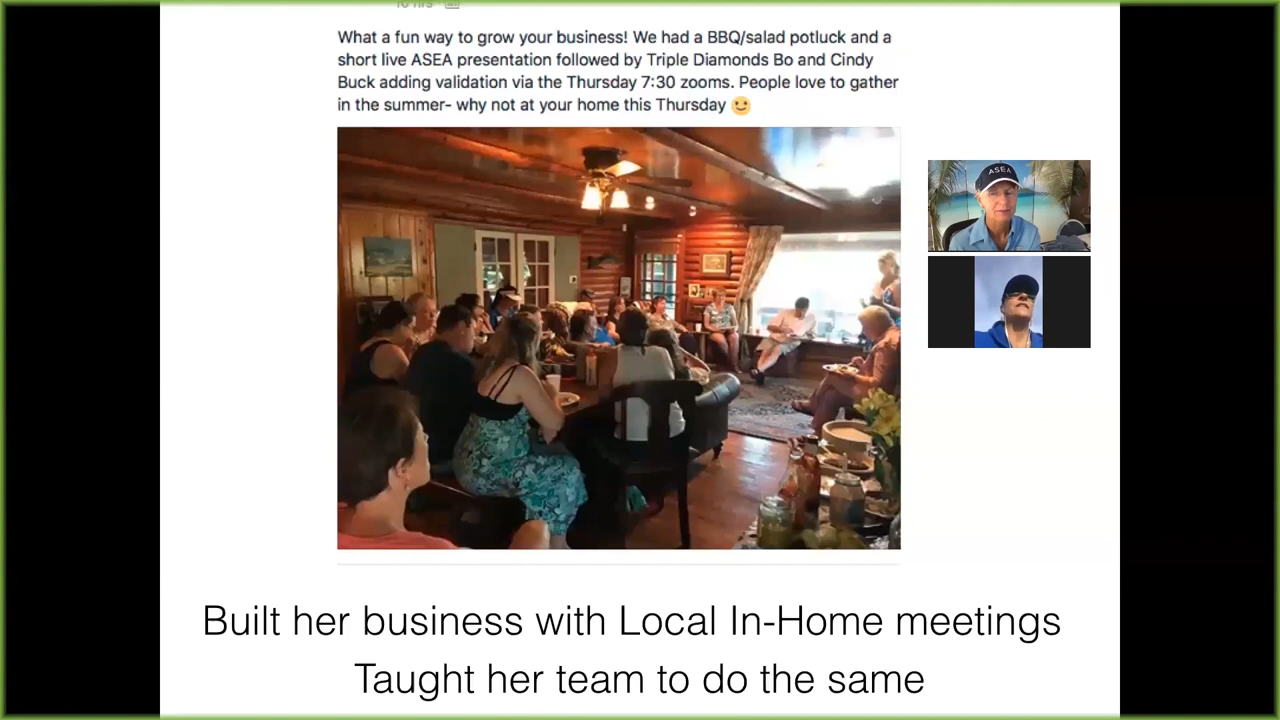 What a fun way to grow your business! We had a BBQ/salad potluck and a
short live ASEA presentation followed by Triple Diamonds Bo and Cindy
Buck adding validation via the Thursday 7:30 zooms. People love to gather
in the summer- why not at your home this Thursday 🙂
ASEA
Built her business with Local In-Home meetings
Taught her team to do the same